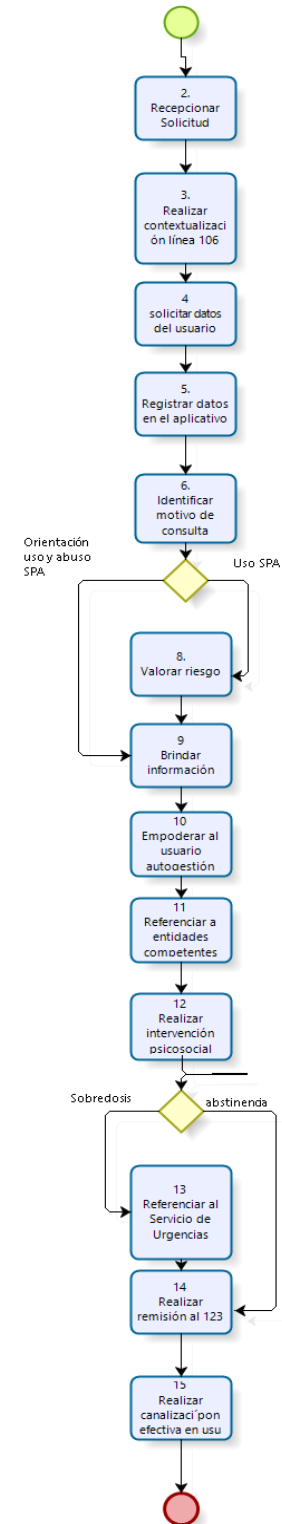 2.
Recepcionar
Solicitud
3.
Realizar
contextualizaci
ón línea 106
4
solicitar datos
del usuario
5.
Registrar datos
en el aplicativo
6.
Identificar
motivo de
consulta
Orientación
uso y abuso
SPA
Uso SPA
8.
Valorar riesgo
9
Brindar
información
10
Empoderar al
usuario
autogestión
11
Referenciar a
entidades
competentes
12
Realizar
intervención
psicosocial
Sobredosis
abstinencia
13
Referenciar al
Servicio de
Urgencias
14
Realizar
remisión al 123
15
Realizar
canalizaci´pon
efectiva en usu